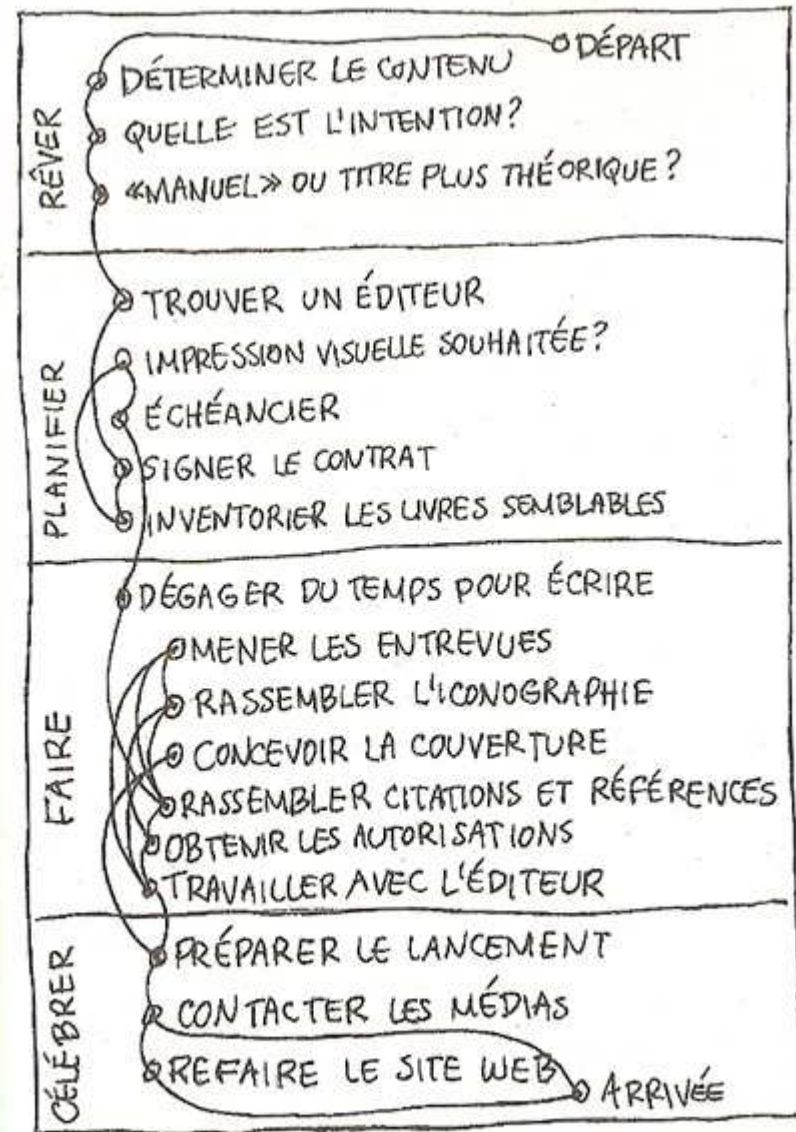 DÉPART
RÊVER
DÉTERMINER LE CONTENU
QUELLE EST L'INTENTION?
«MANUEL» OU TITRE PLUS THÉORIQUE?
PLANIFIER
TROUVER UN ÉDITEUR
IMPRESSION VISUELLE SOUHAITÉE?
ÉCHÉANCIER
SIGNER LE CONTRAT
INVENTORIER LES LIVRES SEMBLABLES
FAIRE
DÉGAGER DU TEMPS POUR ÉCRIRE
MENER LES ENTREVUES
RASSEMBLER L'ICONOGRAPHIE
CONCEVOIR LA COUVERTURE
RASSEMBLER CITATIONS ET RÉFÉRENCES
OBTENIR LES AUTORISATIONS
TRAVAILLER AVEC L'ÉDITEUR
CÉLÉBRER
PRÉPARER LE LANCEMENT
CONTACTER LES MÉDIAS
REFAIRE LE SITE WEB
ARRIVÉE